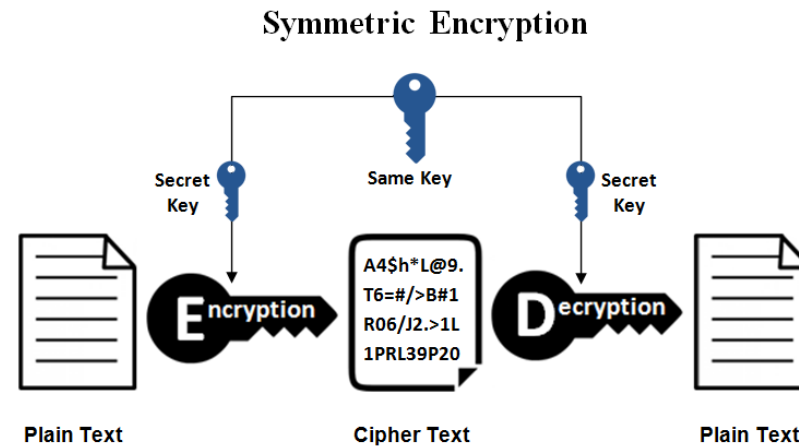 Symmetric Encryption
Same Key
Secret
Key
Secret
Key
A4$h*L@9.
T6=#/>B#1
R06/J2.>1L
1PRL39P20
Encryption
Decryption
Plain Text
Cipher Text
Plain Text